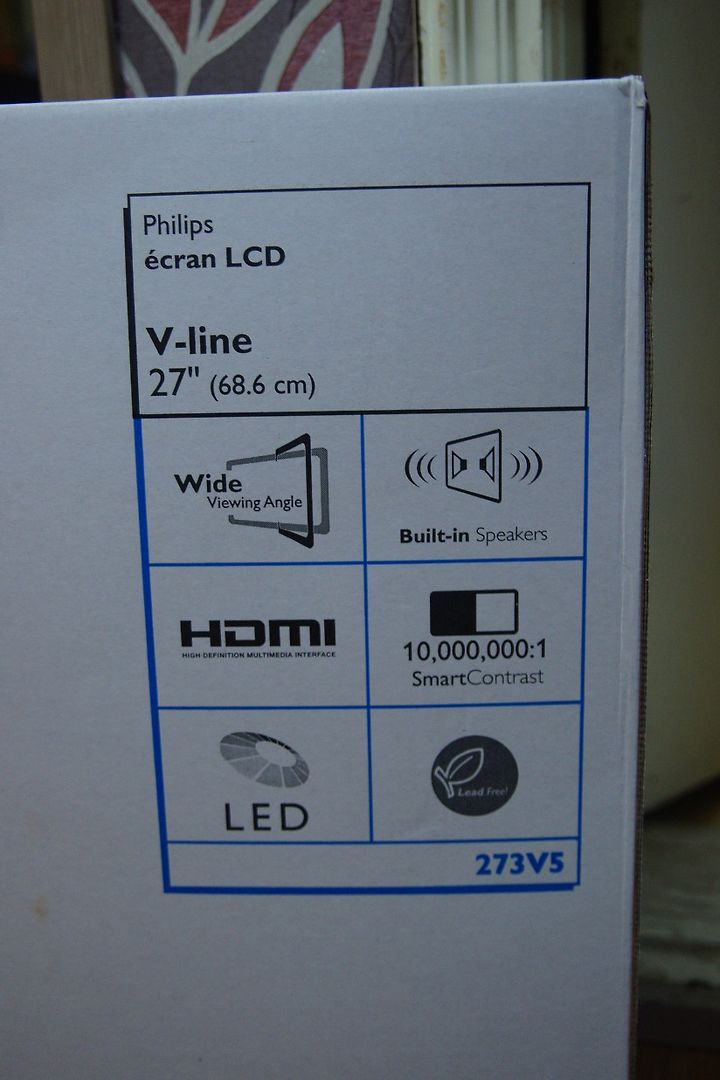 Philips
écran LCD
V-line
27" (68.6 cm)
Wide
Viewing Angle
Built-in Speakers
HDMI
HIGH-DEFINITION MULTIMEDIA INTERFACE
10,000,000:1
SmartContrast
LED
Lead Free!
273V5